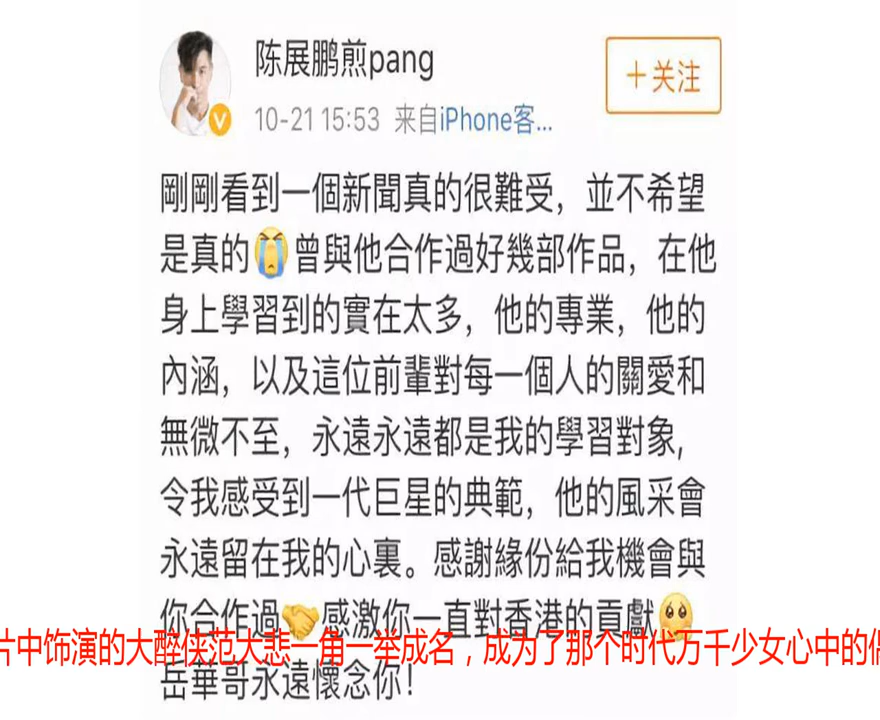 陈展鹏煎pang
＋关注
10-21 15:53 来自iPhone客...
剛剛看到一個新聞真的很難受，並不希望
是真的😭曾與他合作過好幾部作品，在他
身上學習到的實在太多，他的專業，他的
內涵，以及這位前輩對每一個人的關愛和
無微不至，永遠永遠都是我的學習對象,
令我感受到一代巨星的典範，他的風采會
永遠留在我的心裏。感謝緣份給我機會與
你合作過🤝感激你一直對香港的貢獻🥺
片中饰演的大醉侠范大悲一角一举成名，成为了那个时代万千少女心中的偶
岳華哥永遠懷念你！